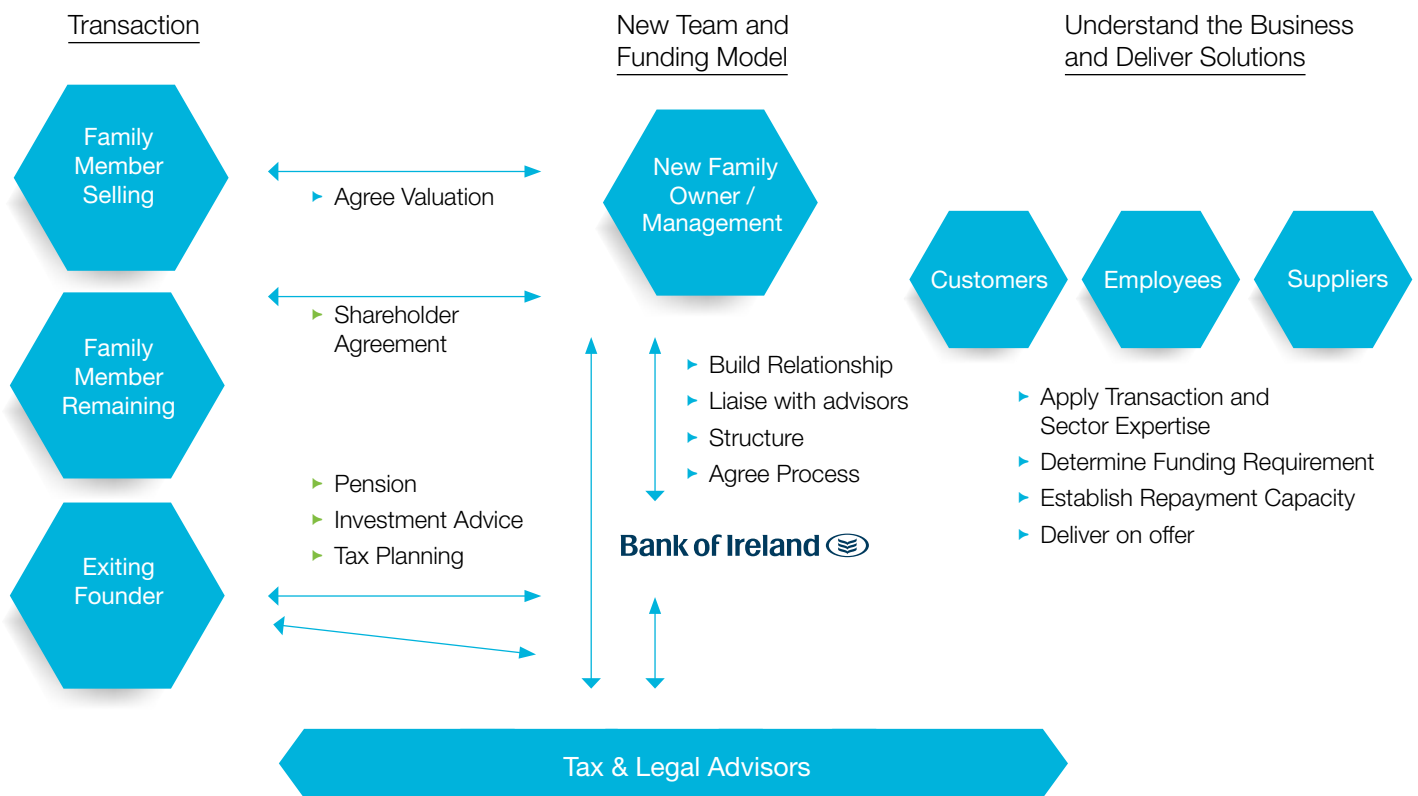 Transaction
Family
Member
Selling
Agree Valuation
Family
Member
Remaining
Shareholder
Agreement
Exiting
Founder
Pension
Investment Advice
Tax Planning
New Team and
Funding Model
New Family
Owner /
Management
Build Relationship
Liaise with advisors
Structure
Agree Process
Bank of Ireland
Understand the Business
and Deliver Solutions
Customers
Employees
Suppliers
Apply Transaction and
Sector Expertise
Determine Funding Requirement
Establish Repayment Capacity
Deliver on offer
Tax & Legal Advisors